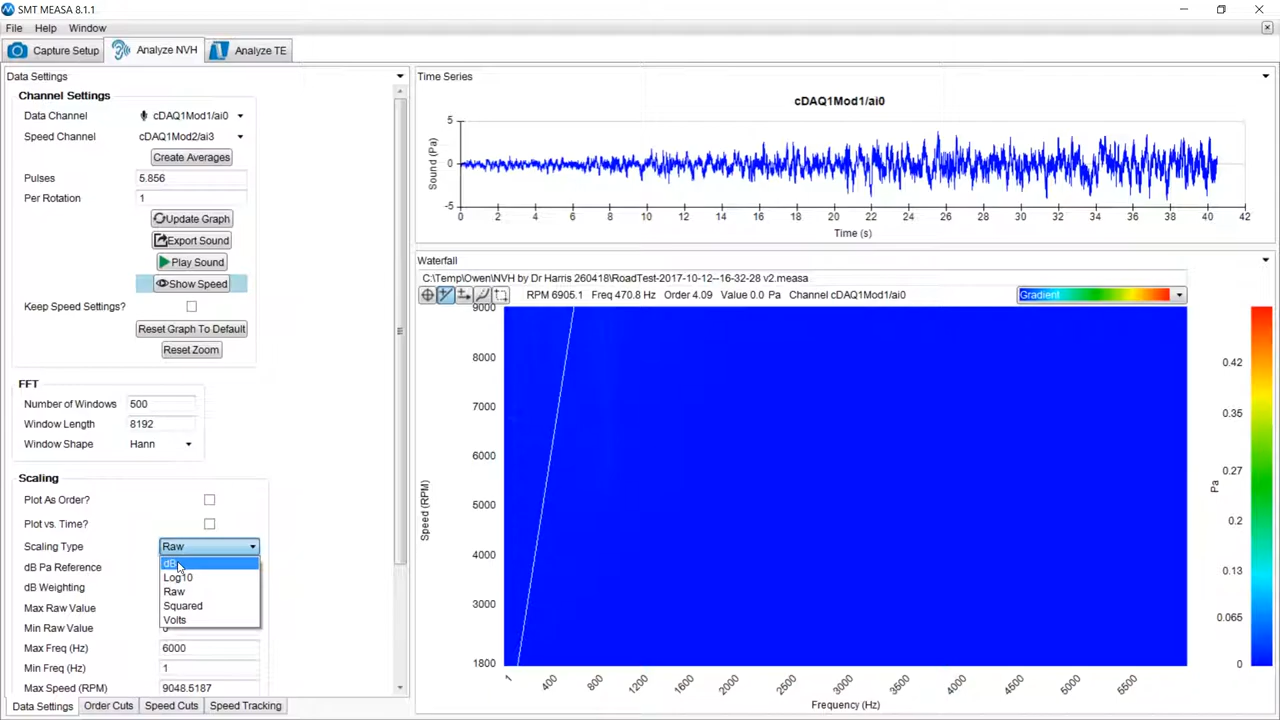 SMT MEASA 8.1.1
File Help Window
Capture Setup Analyze NVH Analyze TE
Data Settings
Channel Settings
Data Channel cDAQ1Mod1/ai0
Speed Channel cDAQ1Mod2/ai3
Create Averages
Pulses 5.856
Per Rotation 1
Update Graph
Export Sound
Play Sound
Show Speed
Keep Speed Settings?
Reset Graph To Default
Reset Zoom
FFT
Number of Windows 500
Window Length 8192
Window Shape Hann
Scaling
Plot As Order?
Plot vs. Time?
Scaling Type Raw
dB
dB Pa Reference
Log10
dB Weighting
Raw
Max Raw Value
Squared
Min Raw Value
Volts
Max Freq (Hz) 6000
Min Freq (Hz) 1
Max Speed (RPM) 9048.5187
Data Settings Order Cuts Speed Cuts Speed Tracking
Time Series
cDAQ1Mod1/ai0
Sound (Pa)
5
0
-5
0 2 4 6 8 10 12 14 16 18 20 22 24 26 28 30 32 34 36 38 40 42
Time (s)
Waterfall
C:\Temp\Owen\NVH by Dr Harris 260418\RoadTest-2017-10-12--16-32-28 v2.measa
RPM 6905.1 Freq 470.8 Hz Order 4.09 Value 0.0 Pa Channel cDAQ1Mod1/ai0
Gradient
Speed (RPM)
9000
8000
7000
6000
5000
4000
3000
1800
1 400 800 1200 1600 2000 2500 3000 3500 4000 4500 5000 5500 6500
Frequency (Hz)
Pa
0.42
0.35
0.27
0.2
0.13
0.065
0